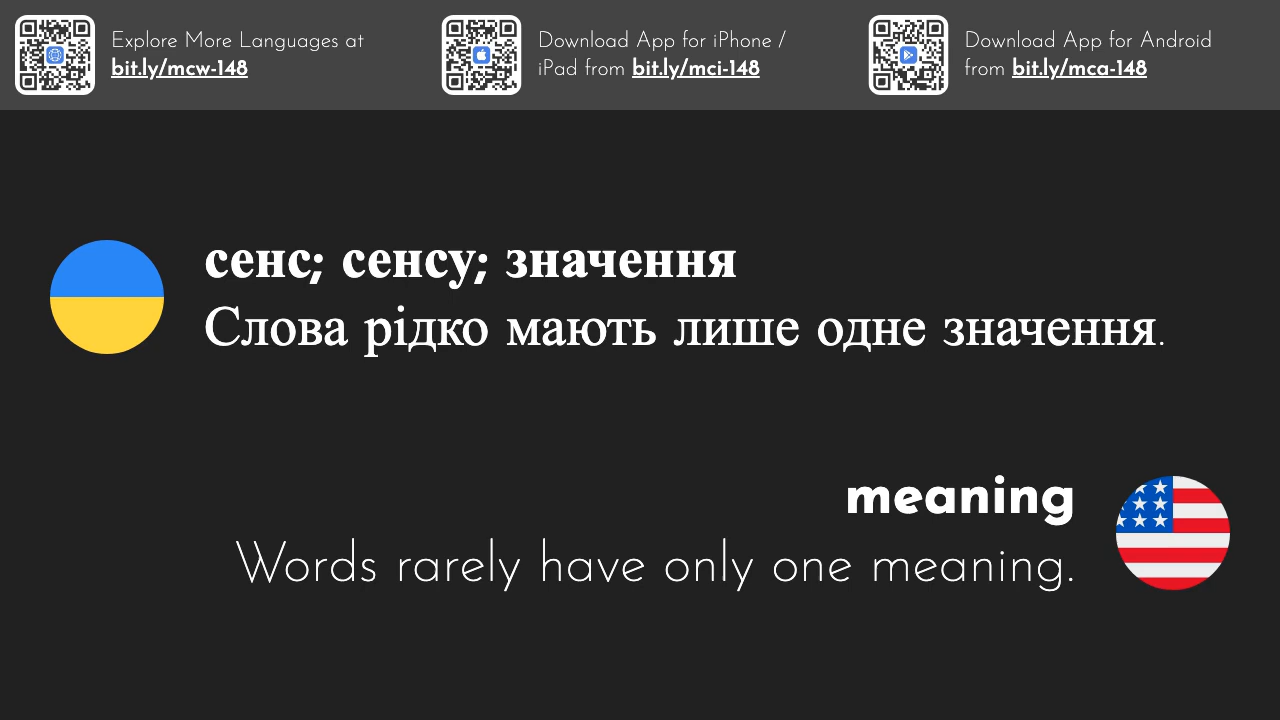 Explore More Languages at
bit.ly/mcw-148
Download App for iPhone /
iPad from bit.ly/mci-148
Download App for Android
from bit.ly/mca-148
сенс; сенсу; значення
Слова рідко мають лише одне значення.
meaning
Words rarely have only one meaning.